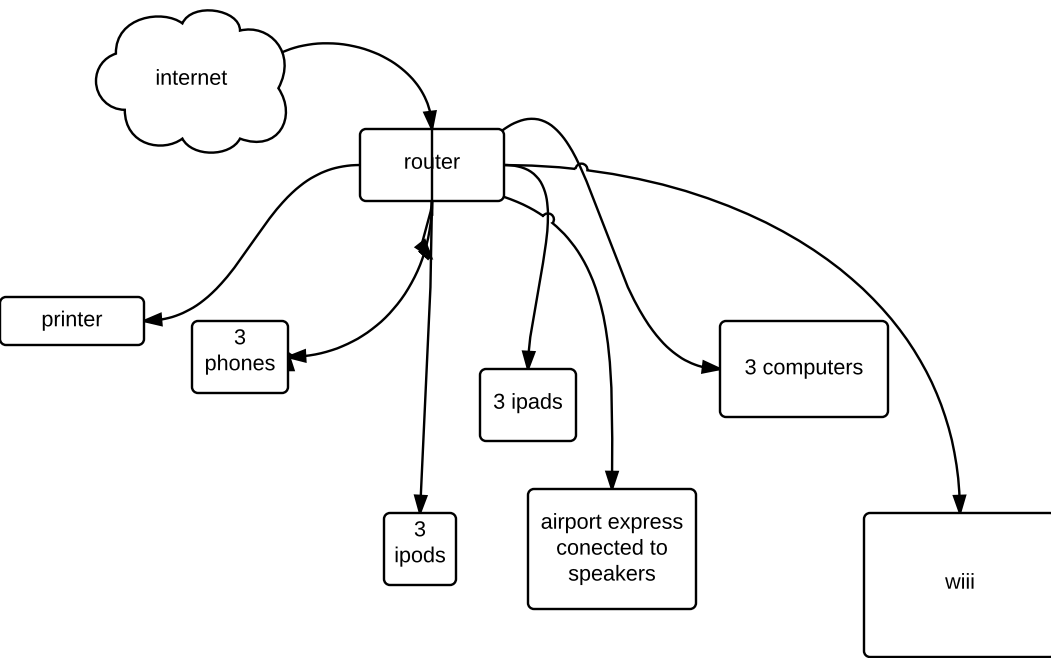 internet
router
printer
3
phones
3 ipads
3 computers
3
ipods
airport express
conected to
speakers
wiii